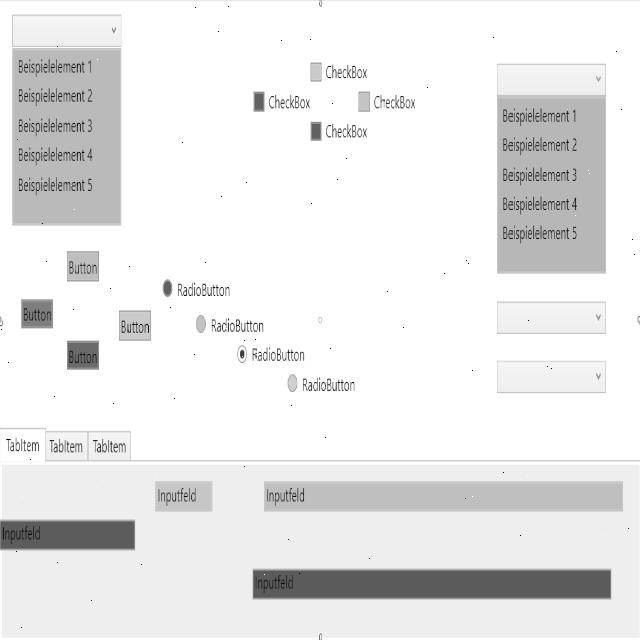 Beispielelement 1
Beispielelement 2
Beispielelement 3
Beispielelement 4
Beispielelement 5
CheckBox
CheckBox
CheckBox
CheckBox
Beispielelement 1
Beispielelement 2
Beispielelement 3
Beispielelement 4
Beispielelement 5
Button
Button
Button
Button
RadioButton
RadioButton
RadioButton
RadioButton
TabItem TabItem TabItem
Inputfeld
Inputfeld
Inputfeld
Inputfeld